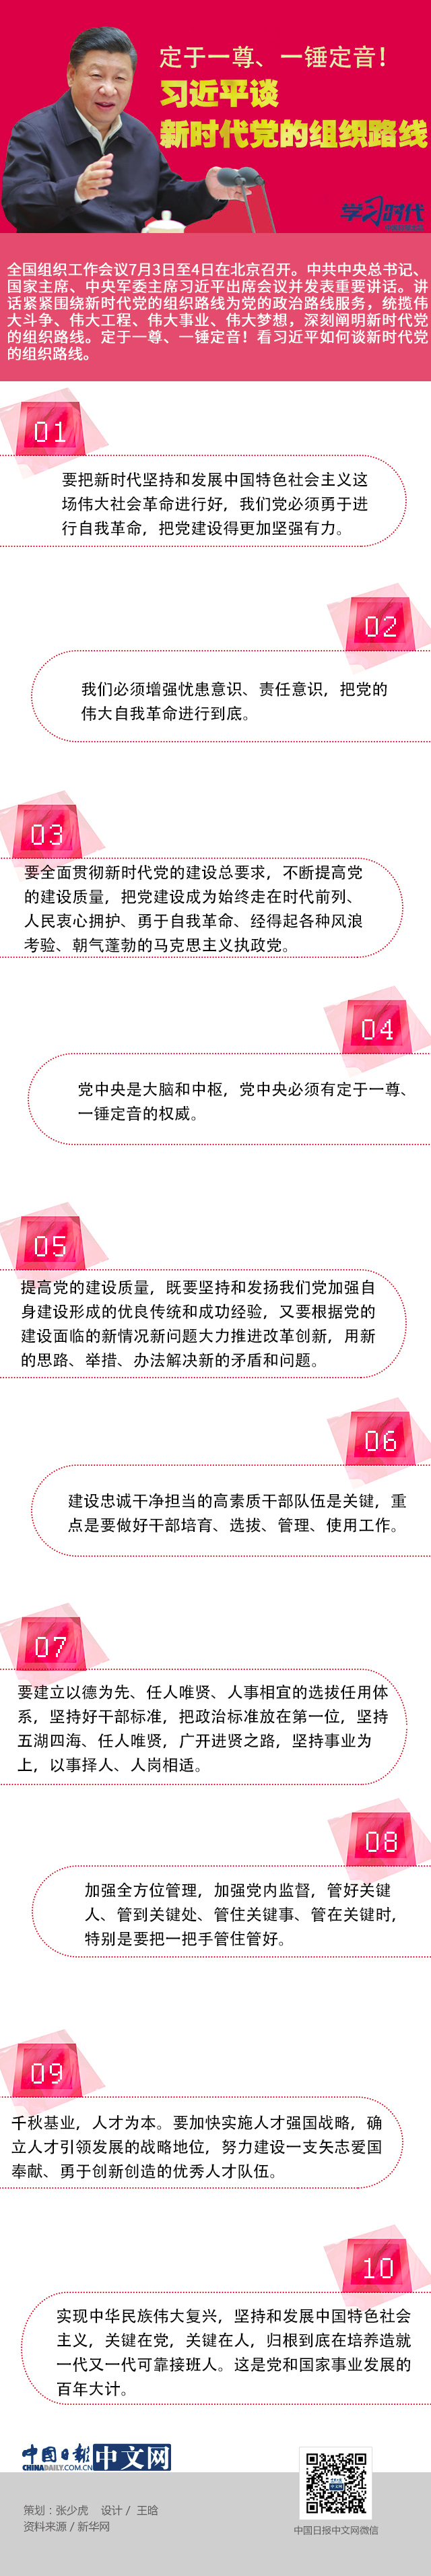 定于一尊、一锤定音！
习近平谈
新时代党的组织路线
学习时代
全国组织工作会议7月3日至4日在北京召开。中共中央总书记、
国家主席、中央军委主席习近平出席会议并发表重要讲话。讲
话紧紧围绕新时代党的组织路线为党的政治路线服务，统揽伟
大斗争、伟大工程、伟大事业、伟大梦想，深刻阐明新时代党
的组织路线。定于一尊、一锤定音！看习近平如何谈新时代党
的组织路线。
01
要把新时代坚持和发展中国特色社会主义这
场伟大社会革命进行好，我们党必须勇于进
行自我革命，把党建设得更加坚强有力。
02
我们必须增强忧患意识、责任意识，把党的
伟大自我革命进行到底。
03
要全面贯彻新时代党的建设总要求，不断提高党
的建设质量，把党建设成为始终走在时代前列、
人民衷心拥护、勇于自我革命、经得起各种风浪
考验、朝气蓬勃的马克思主义执政党。
04
党中央是大脑和中枢，党中央必须有定于一尊、
一锤定音的权威。
05
提高党的建设质量，既要坚持和发扬我们党加强自
身建设形成的优良传统和成功经验，又要根据党的
建设面临的新情况新问题大力推进改革创新，用新
的思路、举措、办法解决新的矛盾和问题。
06
建设忠诚干净担当的高素质干部队伍是关键，重
点是要做好干部培育、选拔、管理、使用工作。
07
要建立以德为先、任人唯贤、人事相宜的选拔任用体
系，坚持好干部标准，把政治标准放在第一位，坚持
五湖四海、任人唯贤，广开进贤之路，坚持事业为
上，以事择人、人岗相适。
08
加强全方位管理，加强党内监督，管好关键
人、管到关键处、管住关键事、管在关键时，
特别是要把一把手管住管好。
09
千秋基业，人才为本。要加快实施人才强国战略，确
立人才引领发展的战略地位，努力建设一支矢志爱国
奉献、勇于创新创造的优秀人才队伍。
10
实现中华民族伟大复兴，坚持和发展中国特色社会
主义，关键在党，关键在人，归根到底在培养造就
一代又一代可靠接班人。这是党和国家事业发展的
百年大计。
中国日报 中文网
CHINADAILY.COM.CN
策划：张少虎 设计 / 王晗
资料来源 / 新华网
中国日报中文网微信